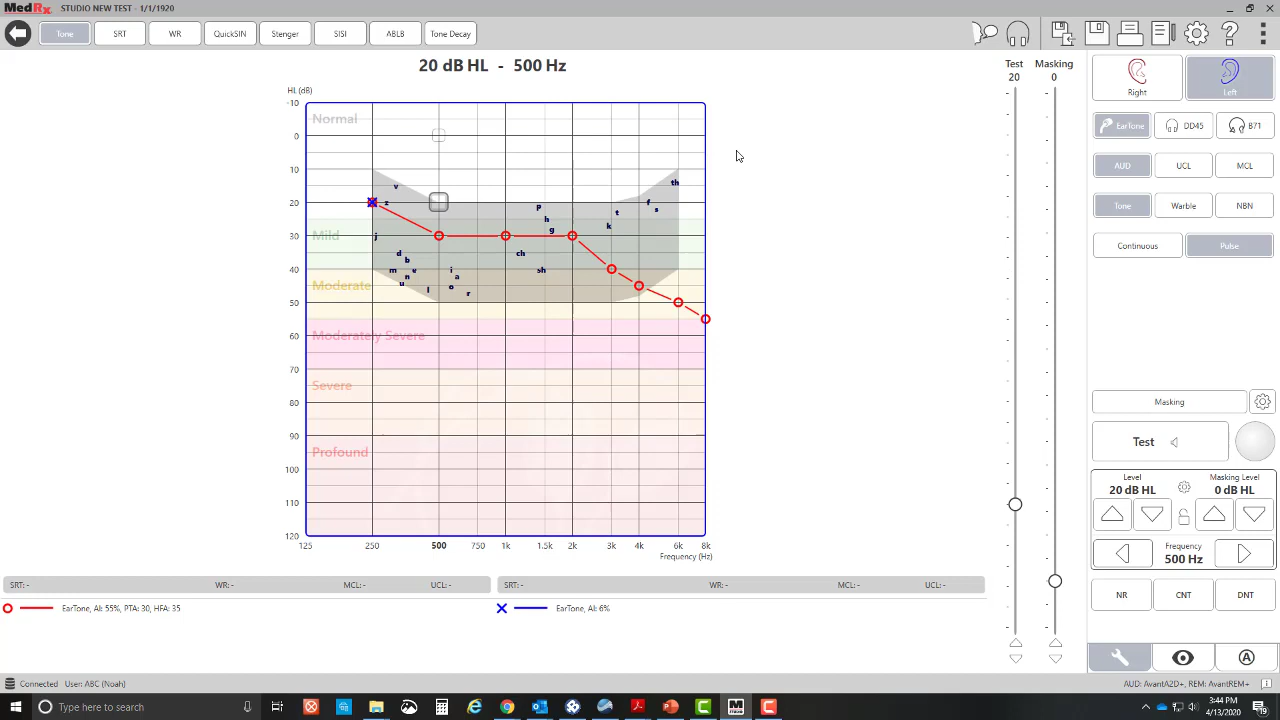 MedRx STUDIO NEW TEST - 1/1/1920
Tone SRT WR QuickSIN Stenger SISI ABLB Tone Decay
20 dB HL - 500 Hz
Test Masking
20 0
Right Left
EarTone DD45 B71
AUD UCL MCL
Tone Warble NBN
Continuous Pulse
HL (dB)
-10
Normal
0
10
th
v
20 z p f s
t
h
g k
30 Mild j
d b ch
40 m n e i a sh
Moderate u l o r
50
60 Moderately Severe
70
Severe
80
90
Profound
100
110
120
125 250 500 750 1k 1.5k 2k 3k 4k 6k 8k
Frequency (Hz)
Masking
Test
Level Masking Level
20 dB HL 0 dB HL
Frequency
500 Hz
NR CNT DNT
SRT: - WR: - MCL: - UCL: - SRT: - WR: - MCL: - UCL: -
EarTone, AI: 55%, PTA: 30, HFA: 35 EarTone, AI: 6%
A
Connected User: ABC (Noah) AUD: AvantA2D+, REM: AvantREM+
Type here to search
3:44 PM
4/13/2020